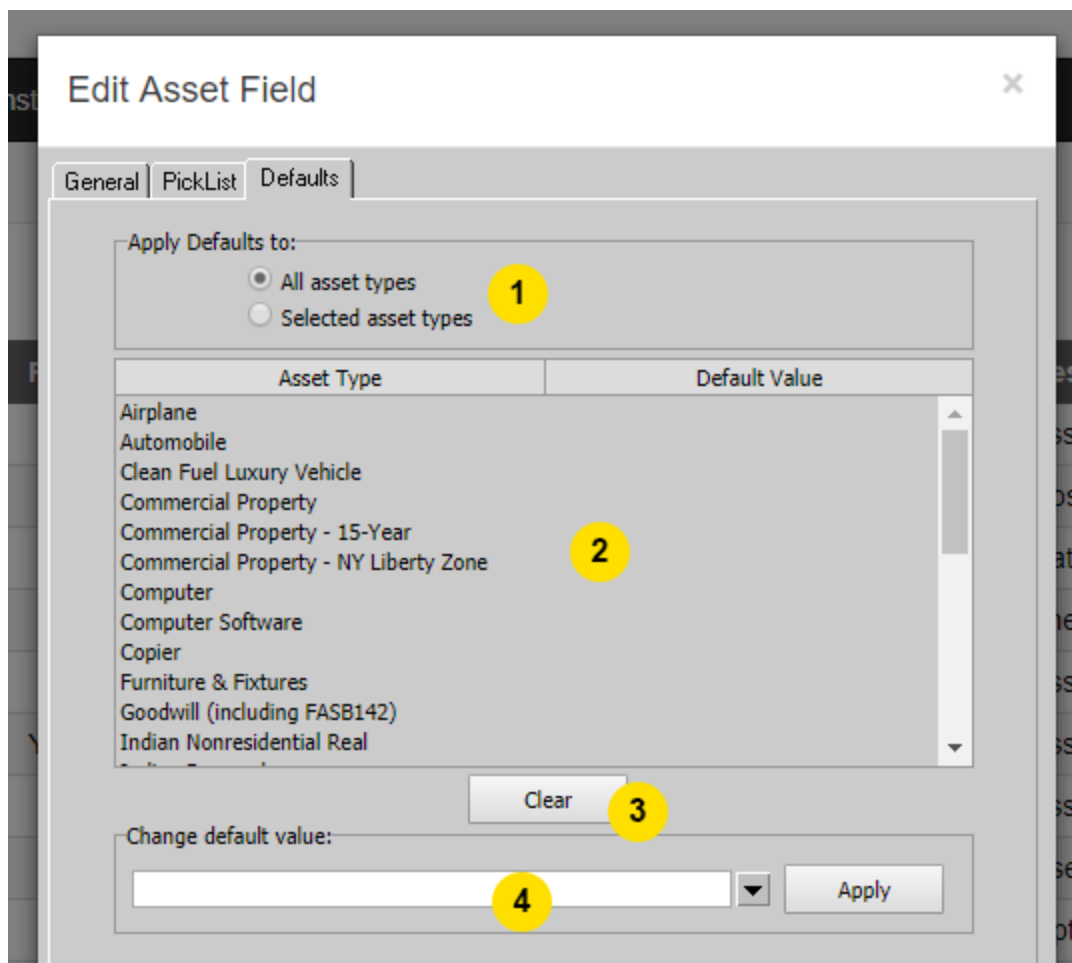 Edit Asset Field ×
General PickList Defaults
Apply Defaults to:
All asset types
1
Selected asset types
Asset Type Default Value
Airplane
Automobile
Clean Fuel Luxury Vehicle
Commercial Property
Commercial Property - 15-Year
Commercial Property - NY Liberty Zone
2
Computer
Computer Software
Copier
Furniture & Fixtures
Goodwill (including FASB142)
Indian Nonresidential Real
Clear
3
Change default value:
4
Apply